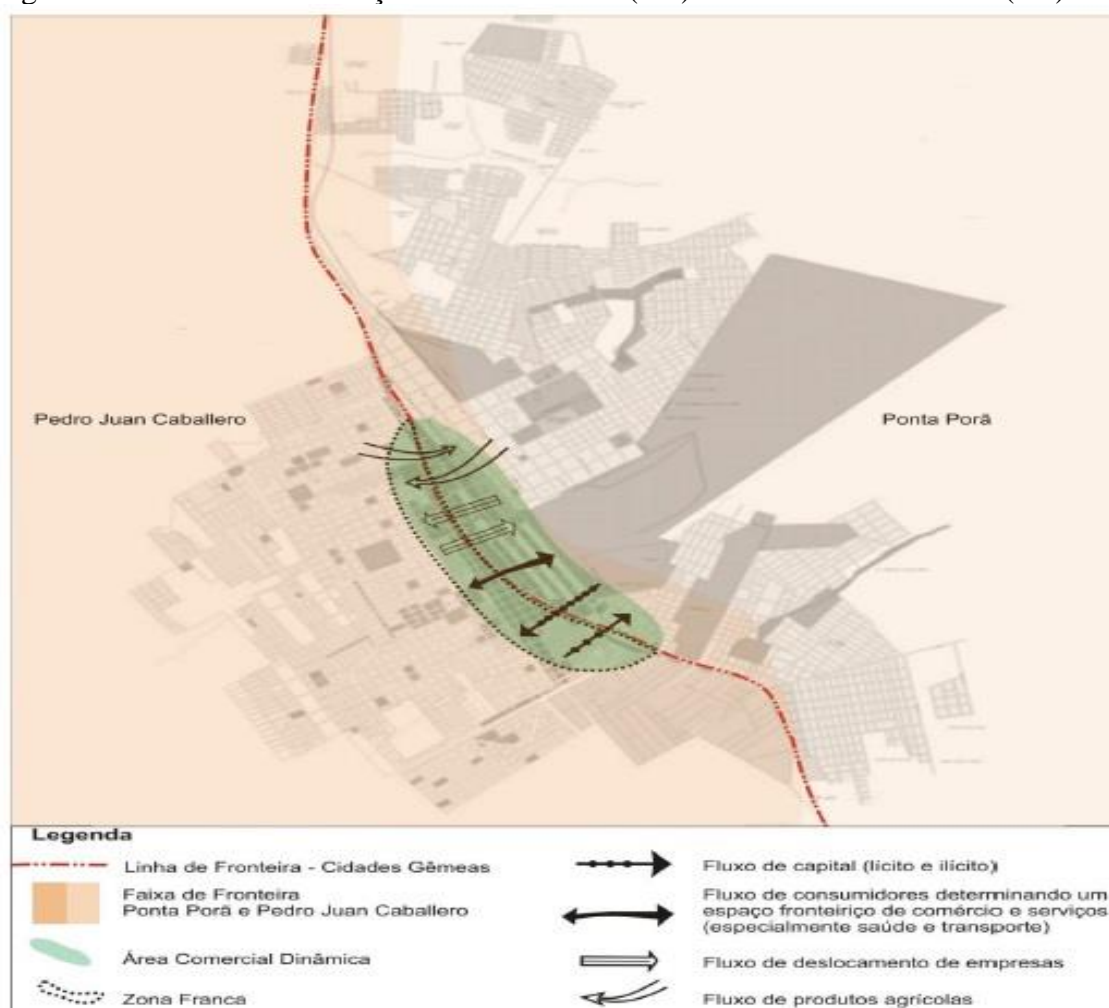 Pedro Juan Caballero
Ponta Porã
Legenda
Linha de Fronteira - Cidades Gêmeas
Faixa de Fronteira
Ponta Porã e Pedro Juan Caballero
Área Comercial Dinâmica
Zona Franca
Fluxo de capital (lícito e ilícito)
Fluxo de consumidores determinando um
espaço fronteiriço de comércio e serviços
(especialmente saúde e transporte)
Fluxo de deslocamento de empresas
Fluxo de produtos agrícolas